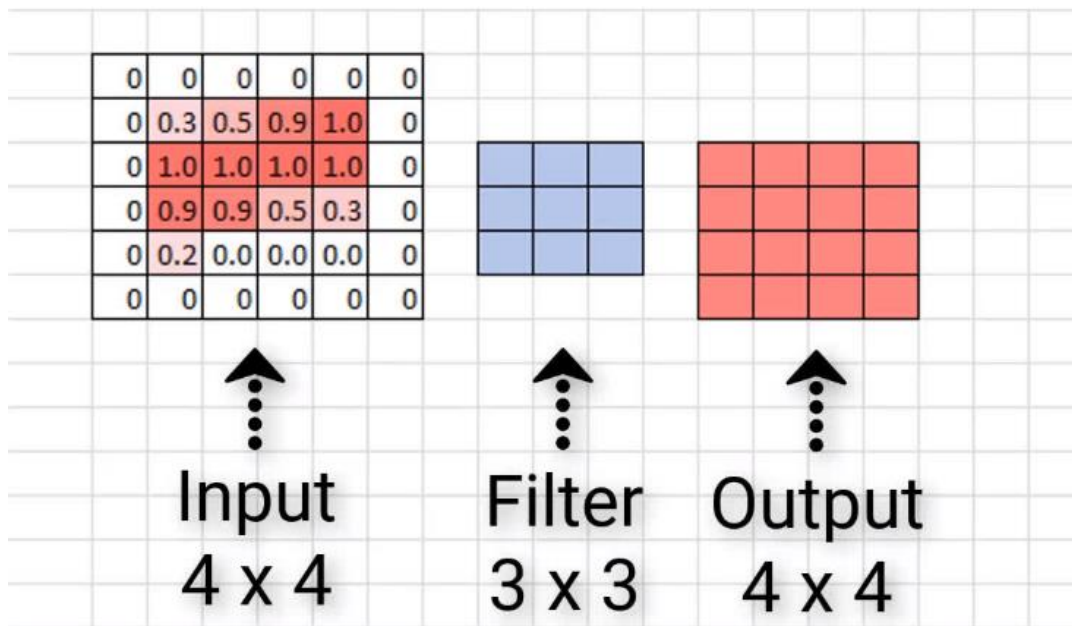 0 0 0 0 0 0
0 0.3 0.5 0.9 1.0 0
0 1.0 1.0 1.0 1.0 0
0 0.9 0.9 0.5 0.3 0
0 0.2 0.0 0.0 0.0 0
0 0 0 0 0 0
Input Filter Output
4 x 4 3 x 3 4 x 4